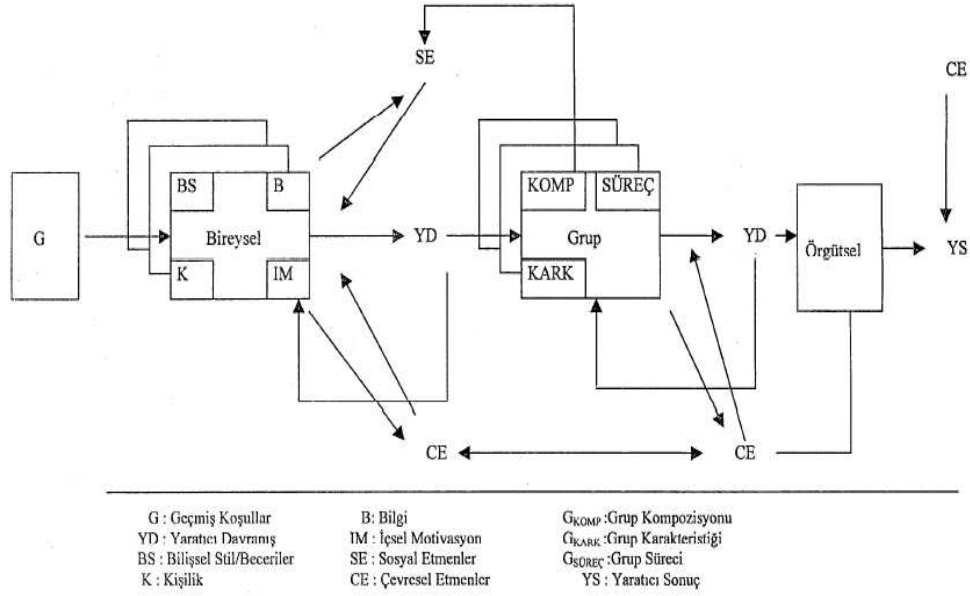 SE
CE
BS
B
KOMP
SÜREÇ
G
Bireysel
YD
Grup
YD
Örgütsel
YS
K
IM
KARK
CE
CE
G : Geçmiş Koşullar
YD : Yaratıcı Davranış
BS : Bilişsel Stil/Beceriler
K : Kişilik
B: Bilgi
IM : İçsel Motivasyon
SE : Sosyal Etmenler
CE : Çevresel Etmenler
GKOMP :Grup Kompozisyonu
GKARK :Grup Karakteristiği
GSÜREÇ :Grup Süreci
YS : Yaratıcı Sonuç